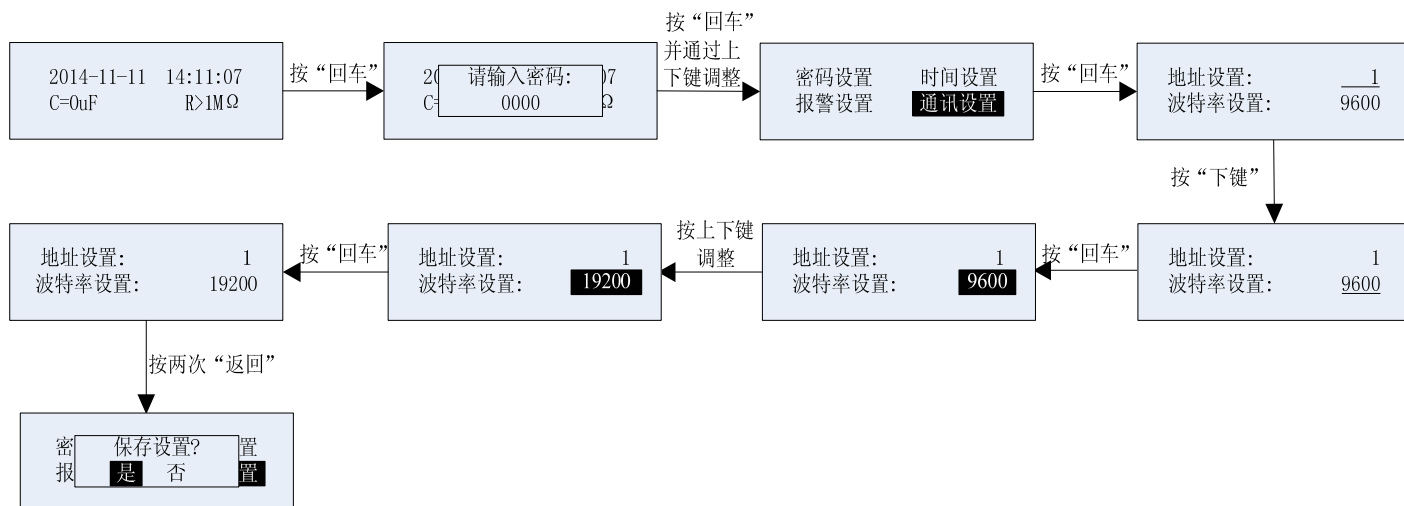 2014-11-11 14:11:07
C=0uF R>1MΩ
按“回车”
20 请输入密码: 07
C= 0000 Ω
按“回车”
并通过上
下键调整
密码设置 时间设置
报警设置 通讯设置
按“回车”
地址设置: 1
波特率设置: 9600
按“下键”
地址设置: 1
波特率设置: 9600
按“回车”
地址设置: 1
波特率设置: 9600
按上下键
调整
地址设置: 1
波特率设置: 19200
按“回车”
地址设置: 1
波特率设置: 19200
按两次“返回”
密 保存设置? 置
报 是 否 置